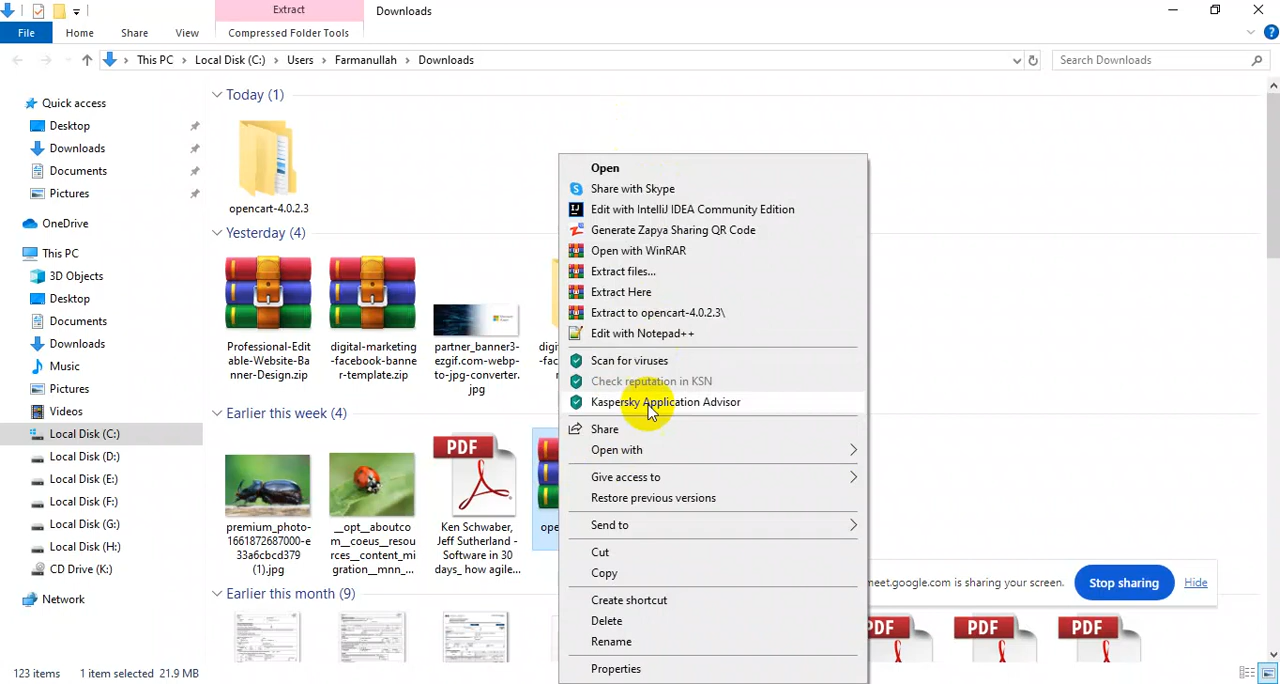 Extract
Downloads
File
Home
Share
View
Compressed Folder Tools
This PC
Local Disk (C:)
Users
Farmanullah
Downloads
Search Downloads
Quick access
Desktop
Downloads
Documents
Pictures
OneDrive
This PC
3D Objects
Desktop
Documents
Downloads
Music
Pictures
Videos
Local Disk (C:)
Local Disk (D:)
Local Disk (E:)
Local Disk (F:)
Local Disk (G:)
Local Disk (H:)
CD Drive (K:)
Network
Today (1)
opencart-4.0.2.3
Yesterday (4)
Professional-Edit
able-Website-Ba
nner-Design.zip
digital-marketing
-facebook-bann
er-template.zip
partner_banner3-
ezgif.com-webp-
to-jpg-converter.
jpg
digi
-fa
Earlier this week (4)
premium_photo-
1661872687000-e
33a6cbcd379
(1).jpg
__opt__aboutco
m__coeus__resou
rces__content_mi
gration__mnn_...
PDF
Ken Schwaber,
Jeff Sutherland -
Software in 30
days_ how agile...
ope
Earlier this month (9)
PDF
PDF
PDF
Open
Share with Skype
Edit with IntelliJ IDEA Community Edition
Generate Zapya Sharing QR Code
Open with WinRAR
Extract files...
Extract Here
Extract to opencart-4.0.2.3\
Edit with Notepad++
Scan for viruses
Check reputation in KSN
Kaspersky Application Advisor
Share
Open with
Give access to
Restore previous versions
Send to
Cut
Copy
Create shortcut
Delete
Rename
Properties
meet.google.com is sharing your screen.
Stop sharing
Hide
123 items
1 item selected 21.9 MB